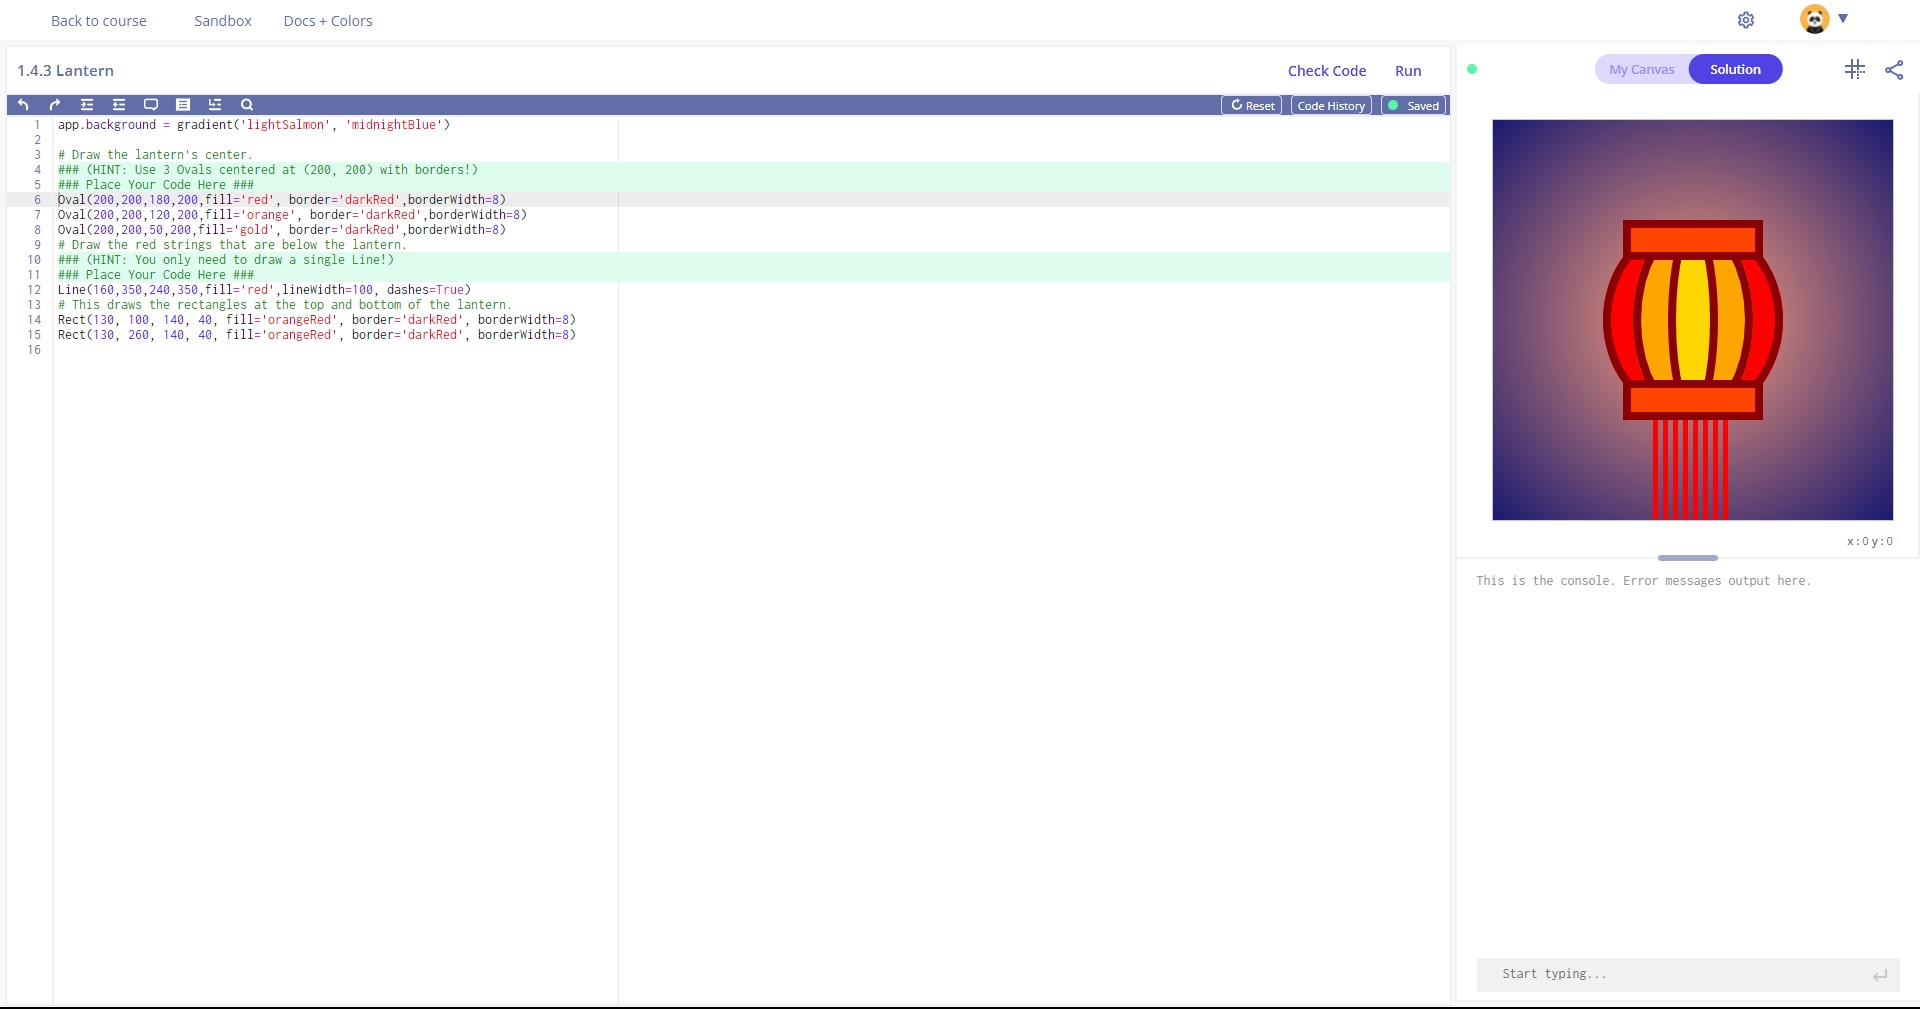 Back to course Sandbox Docs + Colors
1.4.3 Lantern Check Code Run My Canvas Solution
Reset Code History Saved
1 app.background = gradient('lightSalmon', 'midnightBlue')
2
3 # Draw the lantern's center.
4 ### (HINT: Use 3 Ovals centered at (200, 200) with borders!)
5 ### Place Your Code Here ###
6 Oval(200,200,180,200,fill='red', border='darkRed',borderWidth=8)
7 Oval(200,200,120,200,fill='orange', border='darkRed',borderWidth=8)
8 Oval(200,200,50,200,fill='gold', border='darkRed',borderWidth=8)
9 # Draw the red strings that are below the lantern.
10 ### (HINT: You only need to draw a single Line!)
11 ### Place Your Code Here ###
12 Line(160,350,240,350,fill='red',lineWidth=100, dashes=True)
13 # This draws the rectangles at the top and bottom of the lantern.
14 Rect(130, 100, 140, 40, fill='orangeRed', border='darkRed', borderWidth=8)
15 Rect(130, 260, 140, 40, fill='orangeRed', border='darkRed', borderWidth=8)
16
x:0 y:0
This is the console. Error messages output here.
Start typing...